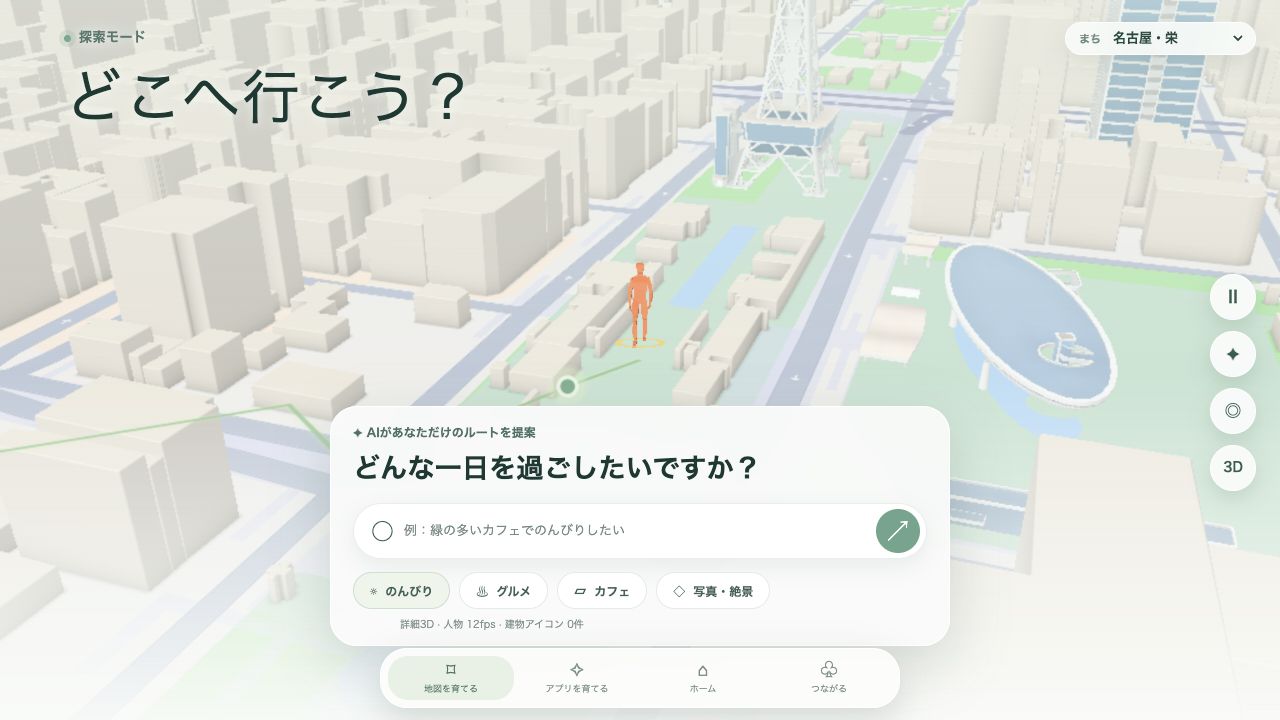 探索モード
どこへ行こう？
まち 名古屋・栄
3D
AIがあなただけのルートを提案
どんな一日を過ごしたいですか？
例：緑の多いカフェでのんびりしたい
のんびり グルメ カフェ 写真・絶景
詳細3D · 人物 12fps · 建物アイコン 0件
地図を育てる アプリを育てる ホーム つながる